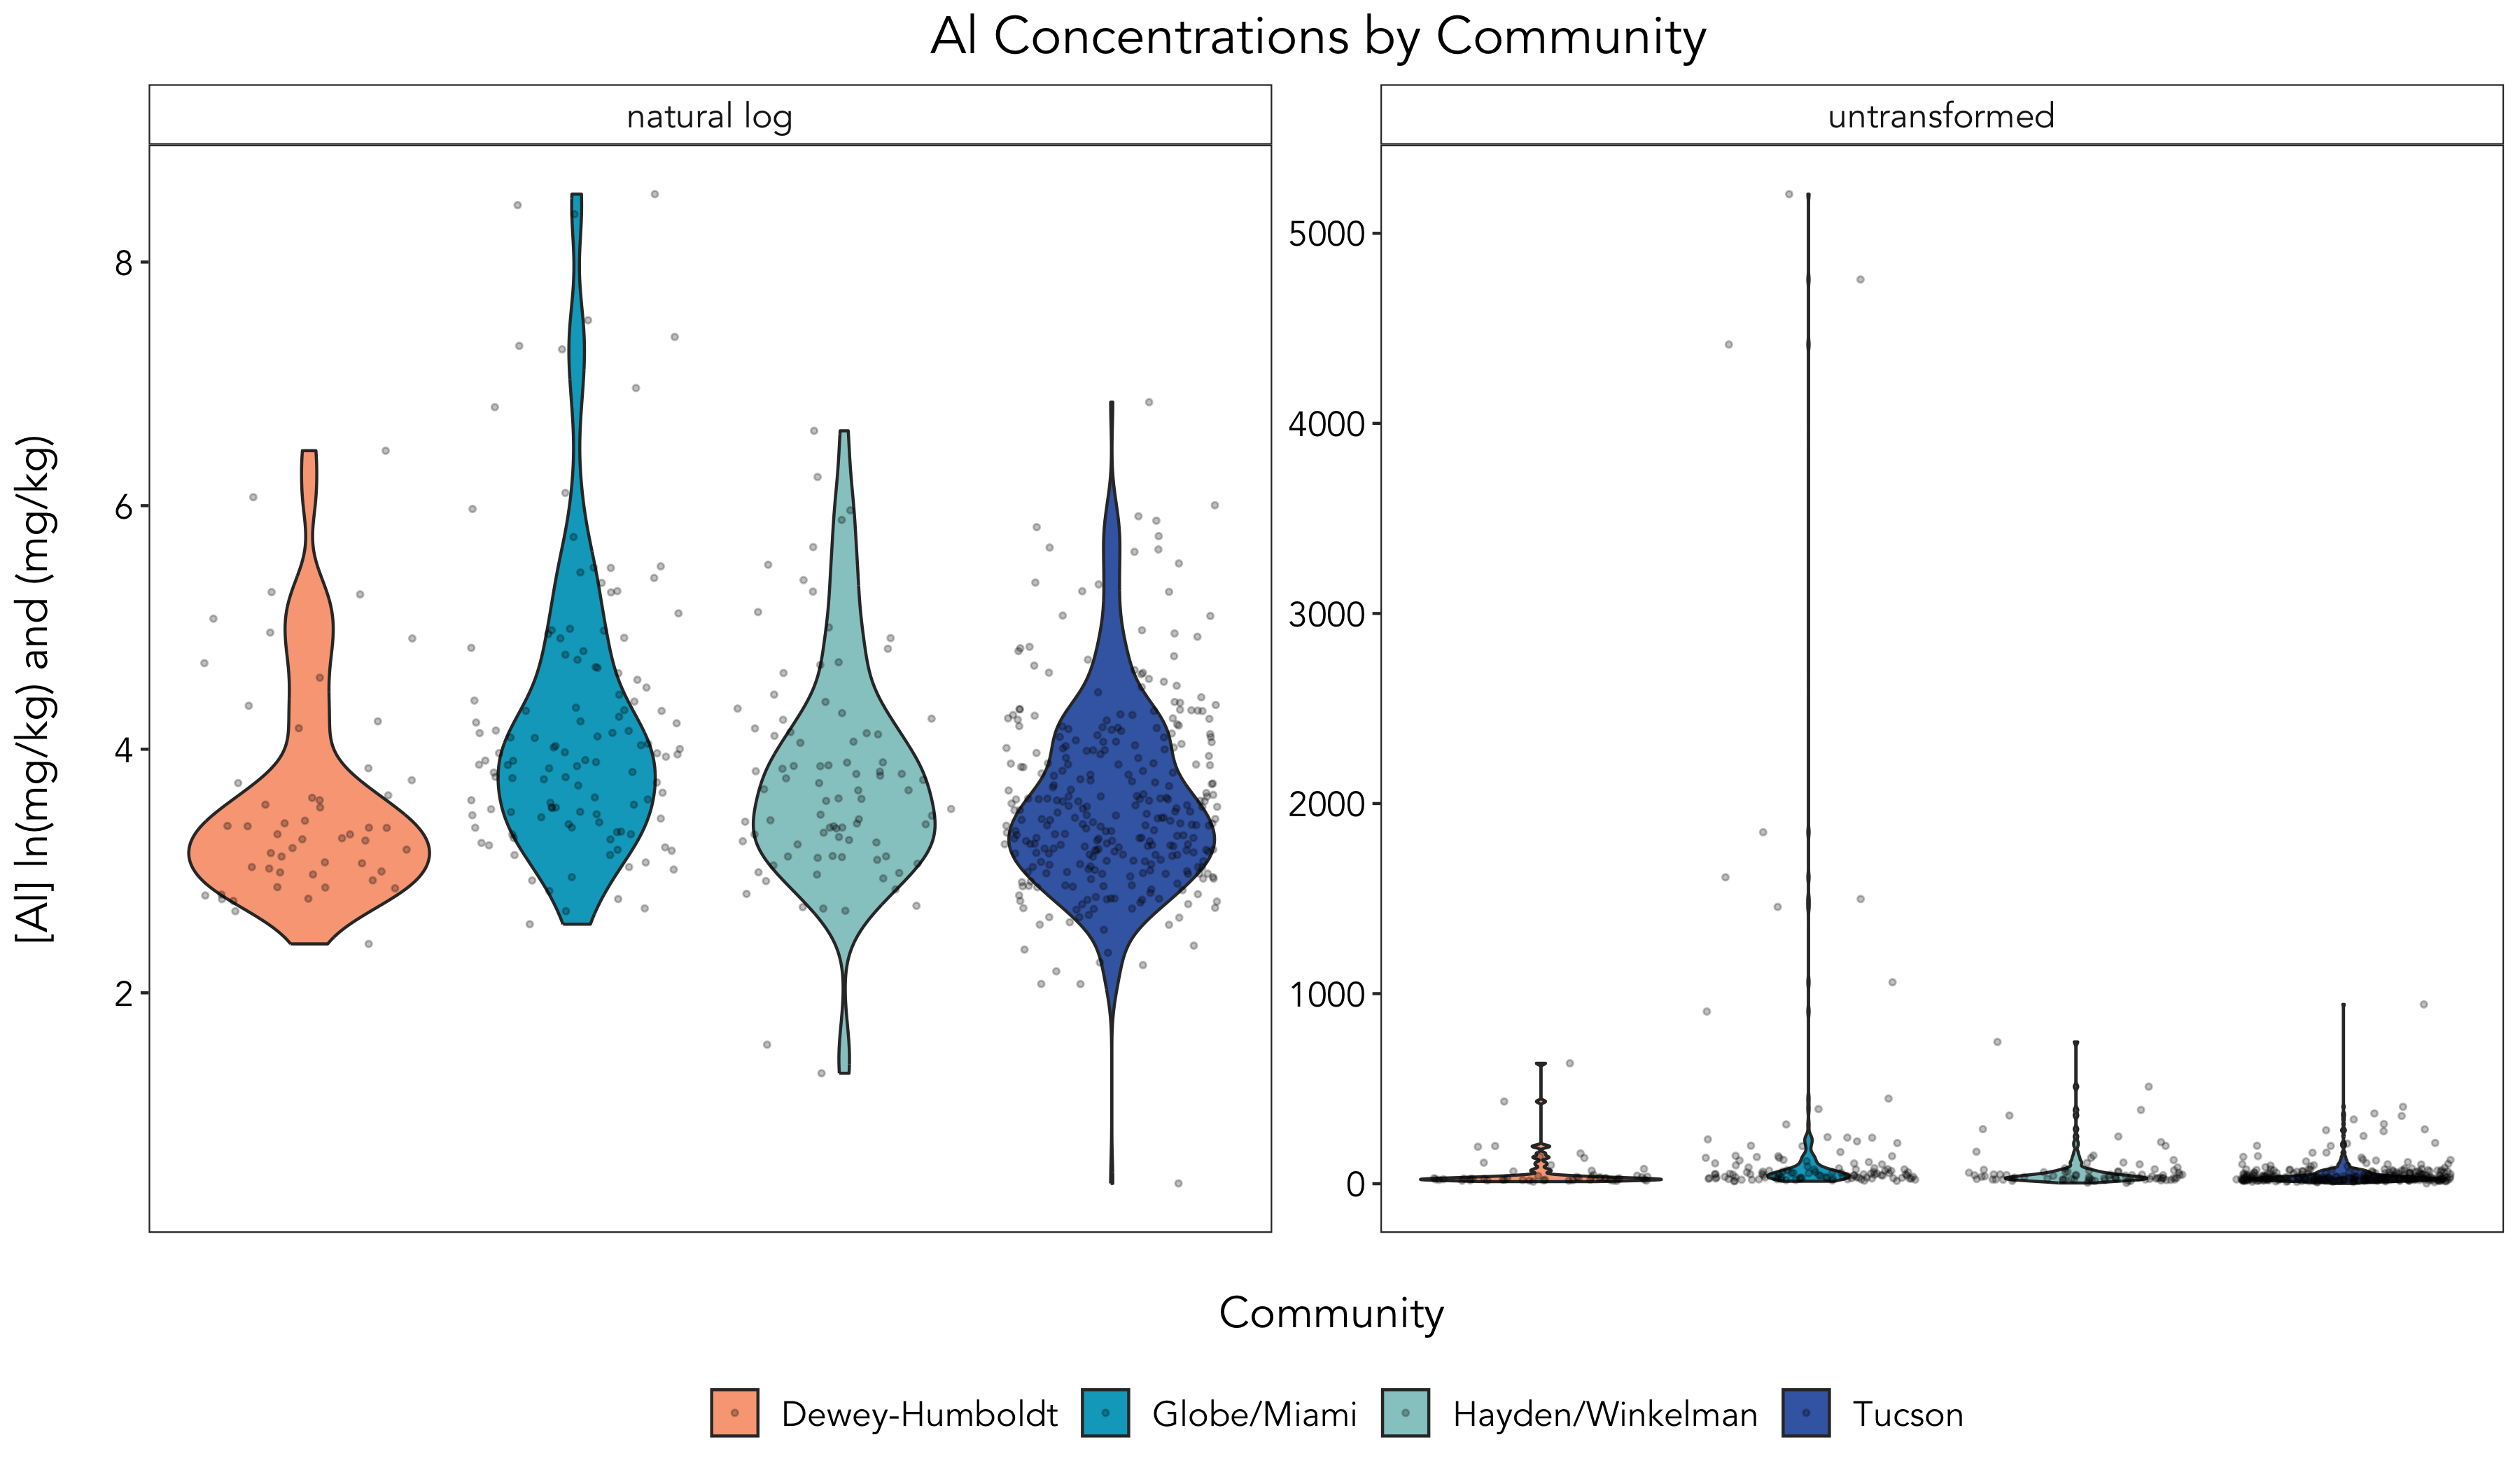 Al Concentrations by Community
natural log
untransformed
[Al] ln(mg/kg) and (mg/kg)
8
6
4
2
5000
4000
3000
2000
1000
0
Community
Dewey-Humboldt
Globe/Miami
Hayden/Winkelman
Tucson